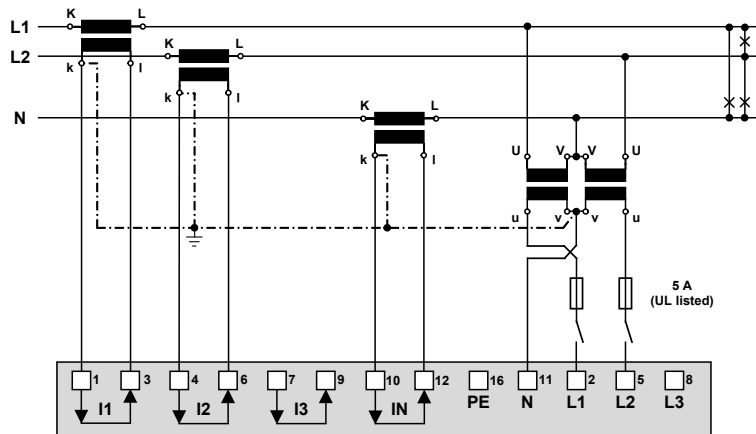 K L
L1
K L
L2
k l
k l
K L
N
U V V U
k l
u v v u
5 A
(UL listed)
1 3 4 6 7 9 10 12 16 11 2 5 8
I1 I2 I3 IN PE N L1 L2 L3